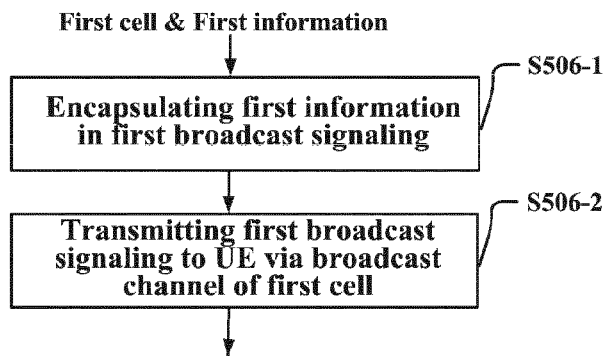 First cell & First information
S506-1
Encapsulating first information
in first broadcast signaling
S506-2
Transmitting first broadcast
signaling to UE via broadcast
channel of first cell